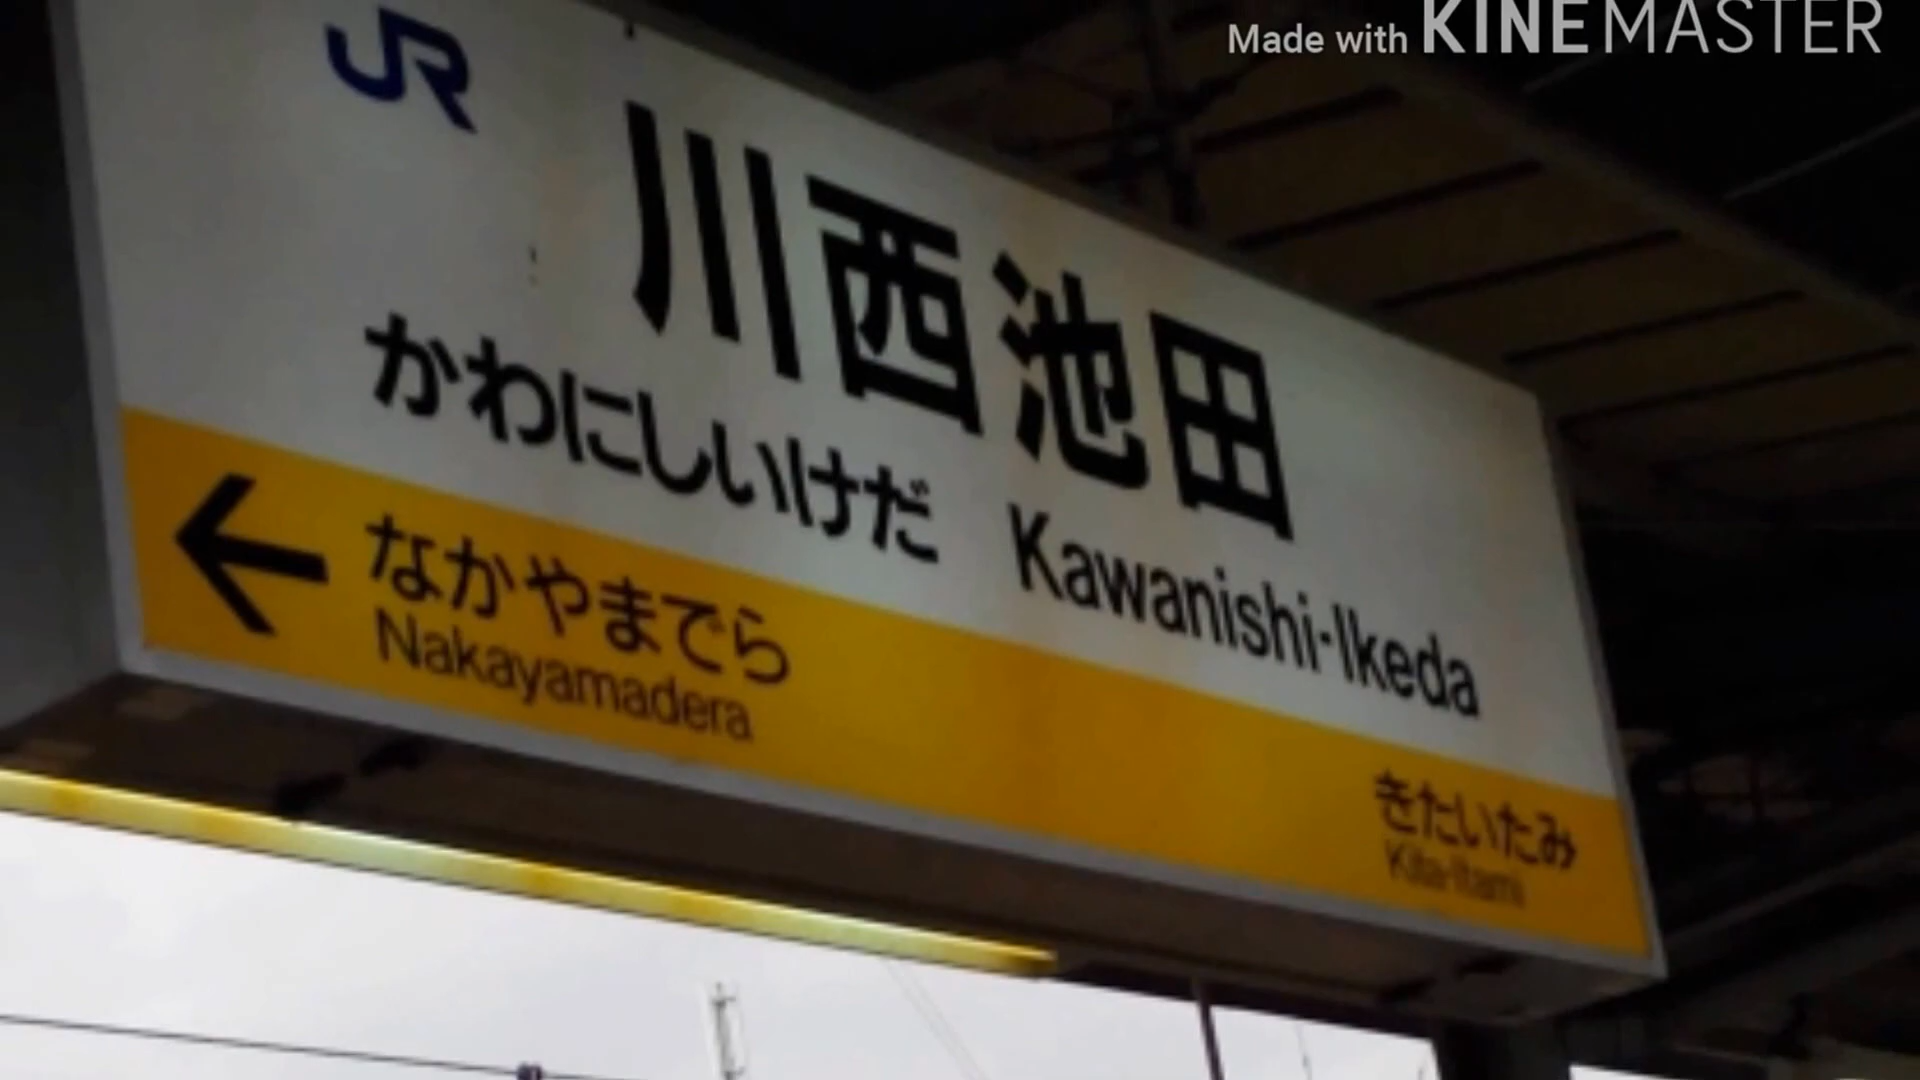 Made with KINEMASTER
JR
川西池田
かわにしいけだ Kawanishi-Ikeda
← なかやまでら
Nakayamadera
きたいたみ
Kita-Itami